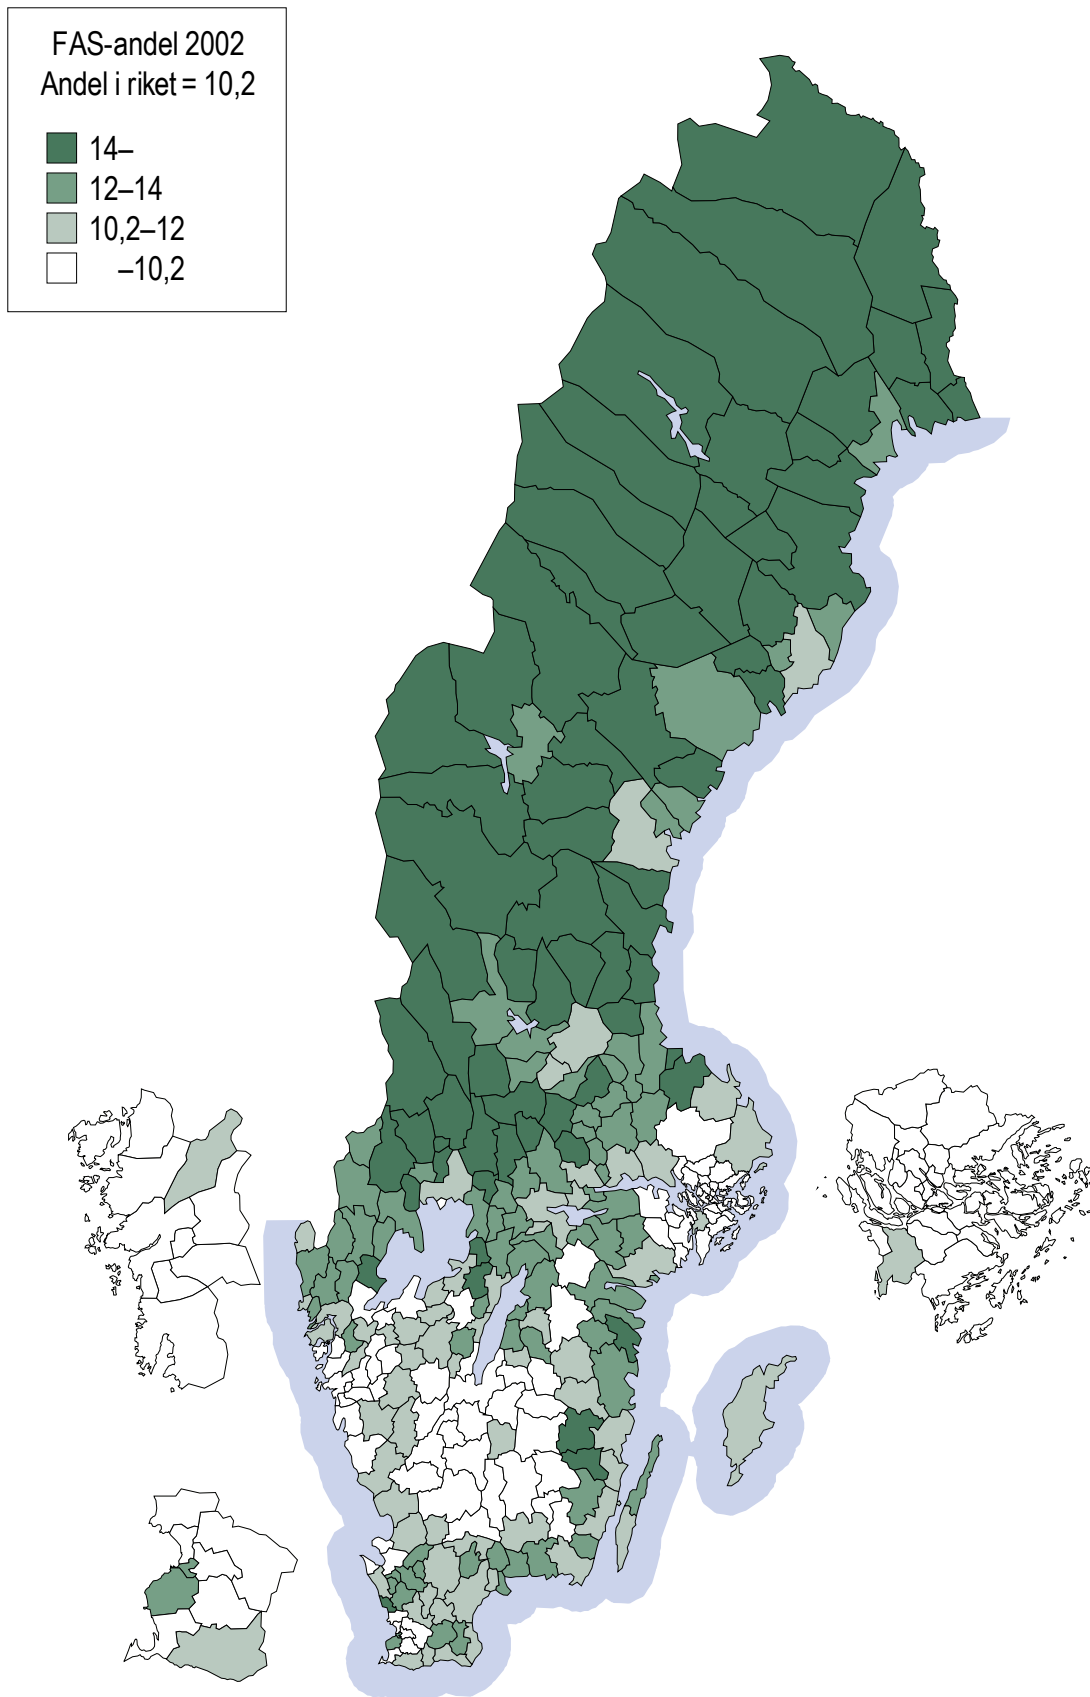 FAS-andel 2002
Andel i riket = 10,2
14–
12–14
10,2–12
–10,2